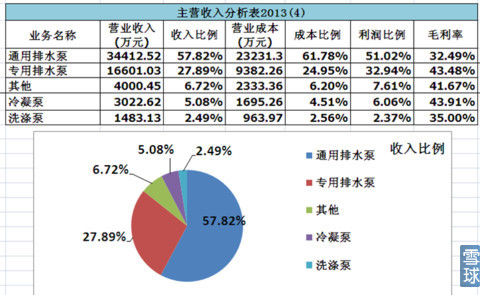 主营收入分析表2013(4)
业务名称 营业收入(万元) 收入比例 营业成本(万元) 成本比例 利润比例 毛利率
通用排水泵 34412.52 57.82% 23231.3 61.78% 51.02% 32.49%
专用排水泵 16601.03 27.89% 9382.26 24.95% 32.94% 43.48%
其他 4000.45 6.72% 2333.36 6.20% 7.61% 41.67%
冷凝泵 3022.62 5.08% 1695.26 4.51% 6.06% 43.91%
洗涤泵 1483.13 2.49% 963.97 2.56% 2.37% 35.00%
收入比例
5.08% 2.49%
6.72%
27.89%
57.82%
通用排水泵
专用排水泵
其他
冷凝泵
洗涤泵
雪球